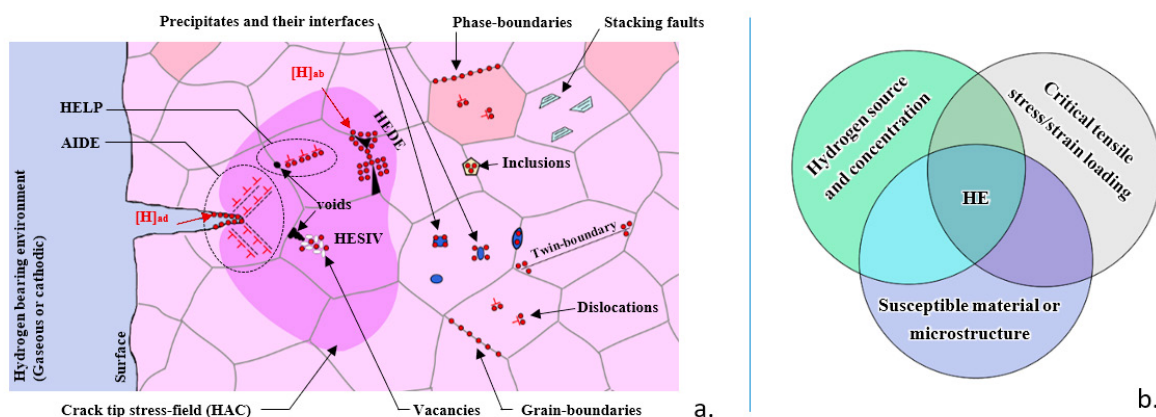 Precipitates and their interfaces
Phase-boundaries
Stacking faults
[H]ab
HELP
HEDE
AIDE
Inclusions
[H]ad
voids
HESIV
Twin-boundary
Dislocations
Hydrogen bearing environment
(Gaseous or cathodic)
Surface
Crack tip stress-field (HAC)
Vacancies
Grain-boundaries
a.
Hydrogen source
and concentration
Critical tensile
stress/strain loading
HE
Susceptible material or
microstructure
b.